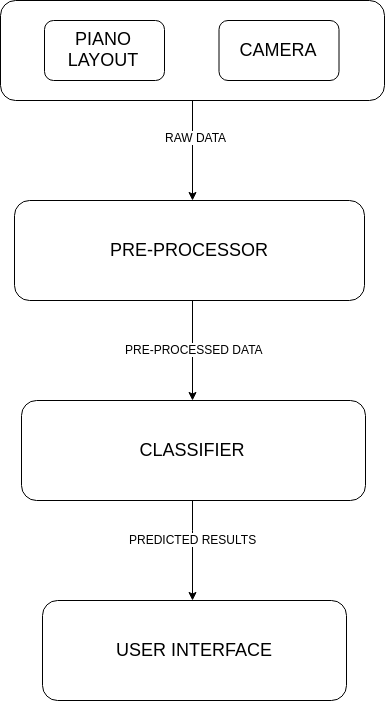 PIANO
LAYOUT
CAMERA
RAW DATA
PRE-PROCESSOR
PRE-PROCESSED DATA
CLASSIFIER
PREDICTED RESULTS
USER INTERFACE